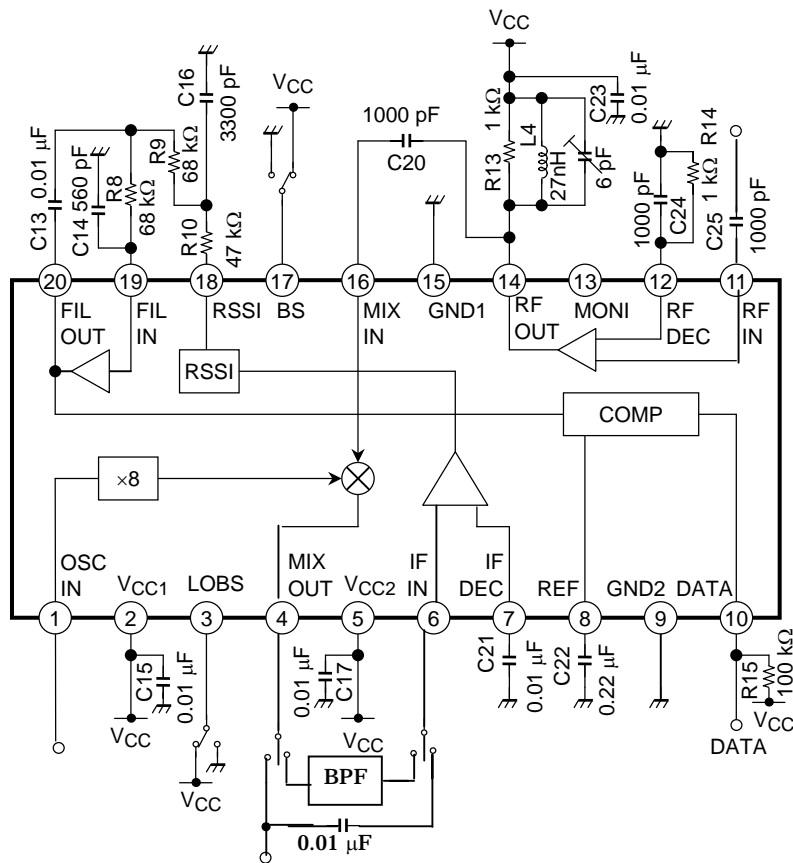 VCC
C16
3300 pF
VCC
1000 pF
C20
1 kΩ
R13
L4
27nH
6 pF
C23
0.01 μF
R14
1 kΩ
C24
1000 pF
C25
1000 pF
C13 0.01 μF
C14 560 pF
R8
68 kΩ
R9
68 kΩ
R10
47 kΩ
20
19
18
17
16
15
14
13
12
11
FIL OUT
FIL IN
RSSI
BS
MIX IN
GND1
RF OUT
MONI
RF DEC
RF IN
RSSI
COMP
×8
OSC IN
VCC1
LOBS
MIX OUT
VCC2
IF IN
IF DEC
REF
GND2
DATA
1
2
3
4
5
6
7
8
9
10
C15
0.01 μF
VCC
VCC
0.01 μF
C17
VCC
C21
0.01 μF
C22
0.22 μF
R15
100 kΩ
VCC
DATA
BPF
0.01 μF